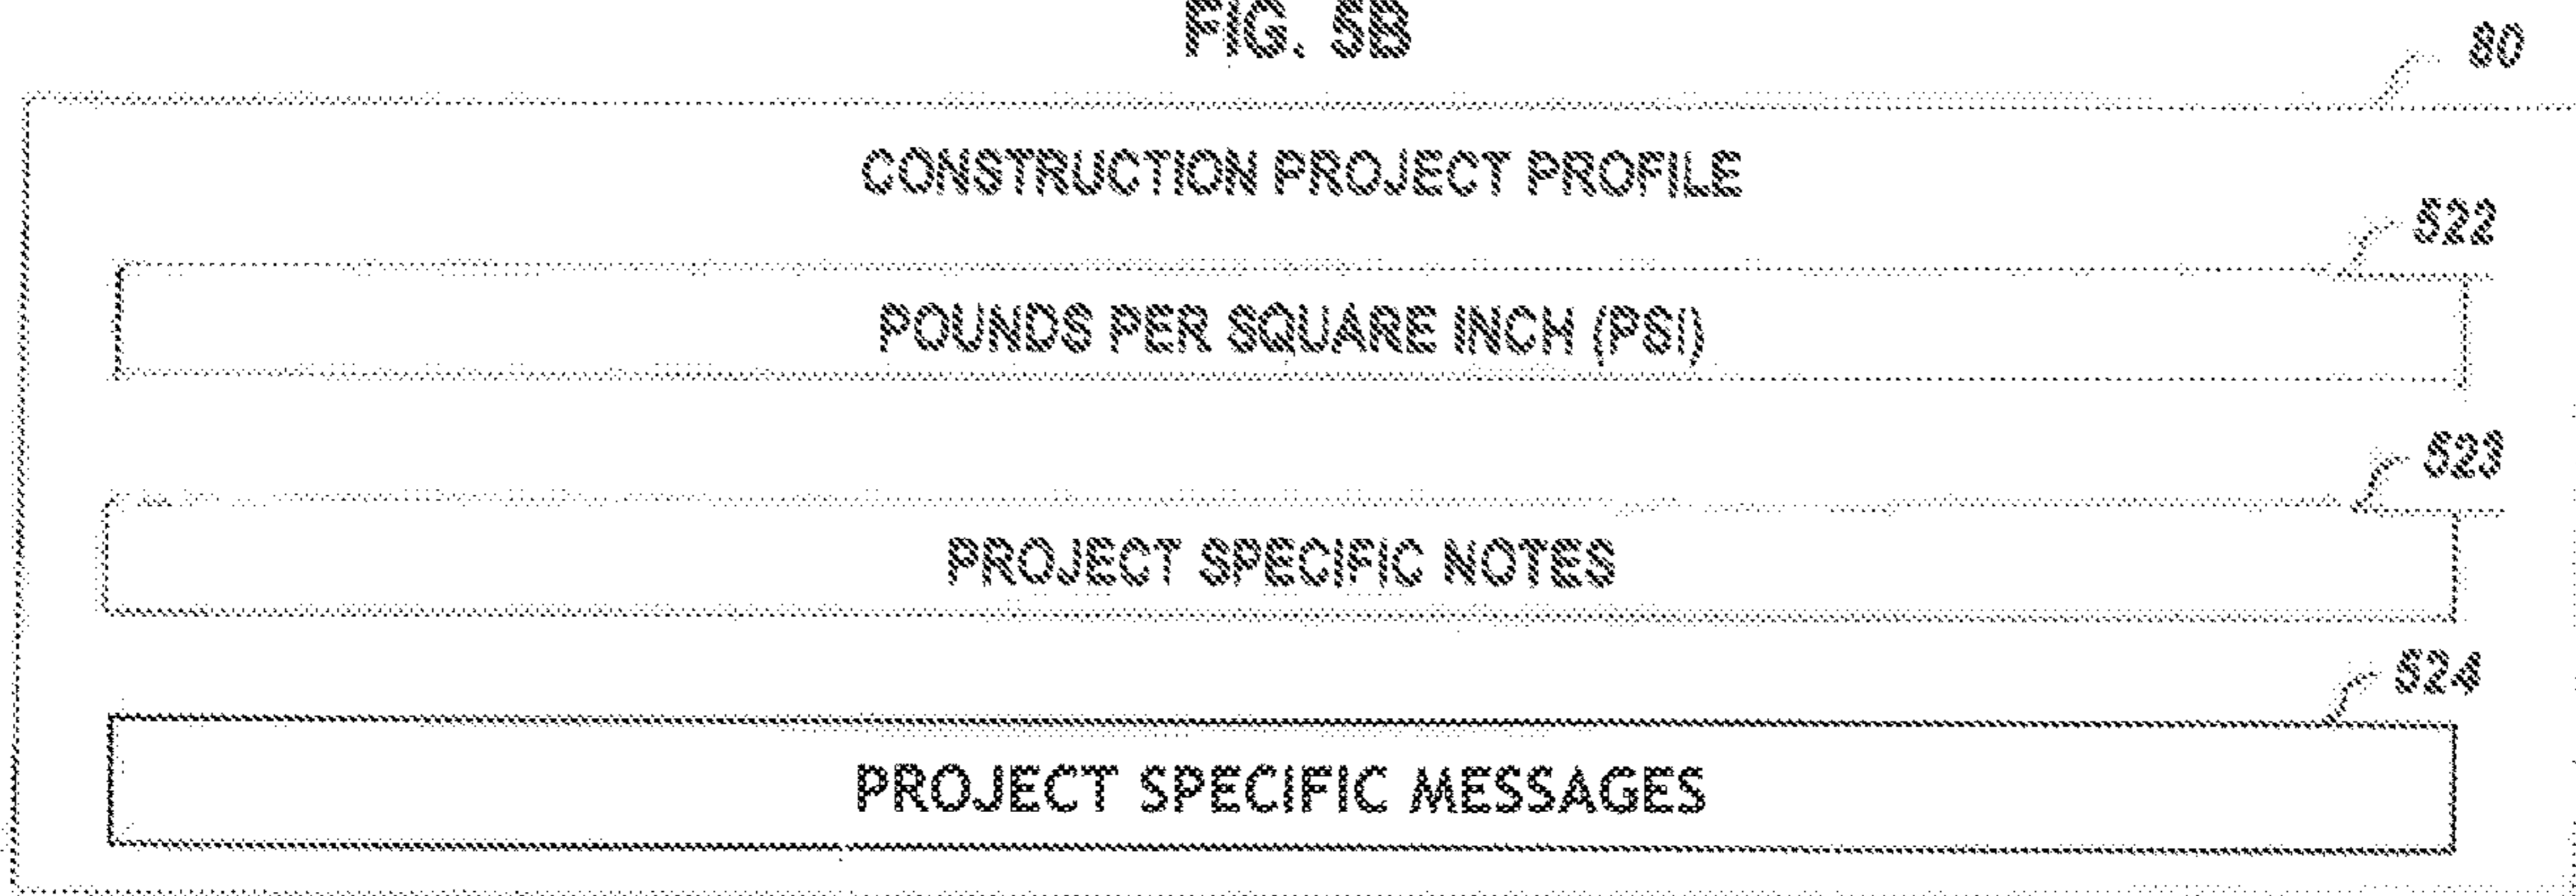 FIG. 5B
80
CONSTRUCTION PROJECT PROFILE
522
POUNDS PER SQUARE INCH (PSI)
523
PROJECT SPECIFIC NOTES
524
PROJECT SPECIFIC MESSAGES